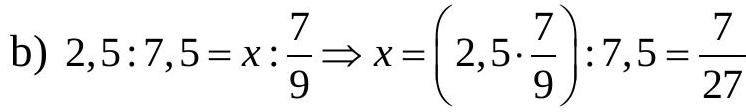 b) 2,5:7,5 = x : 7/9 ⇒ x = (2,5 · 7/9) : 7,5 = 7/27